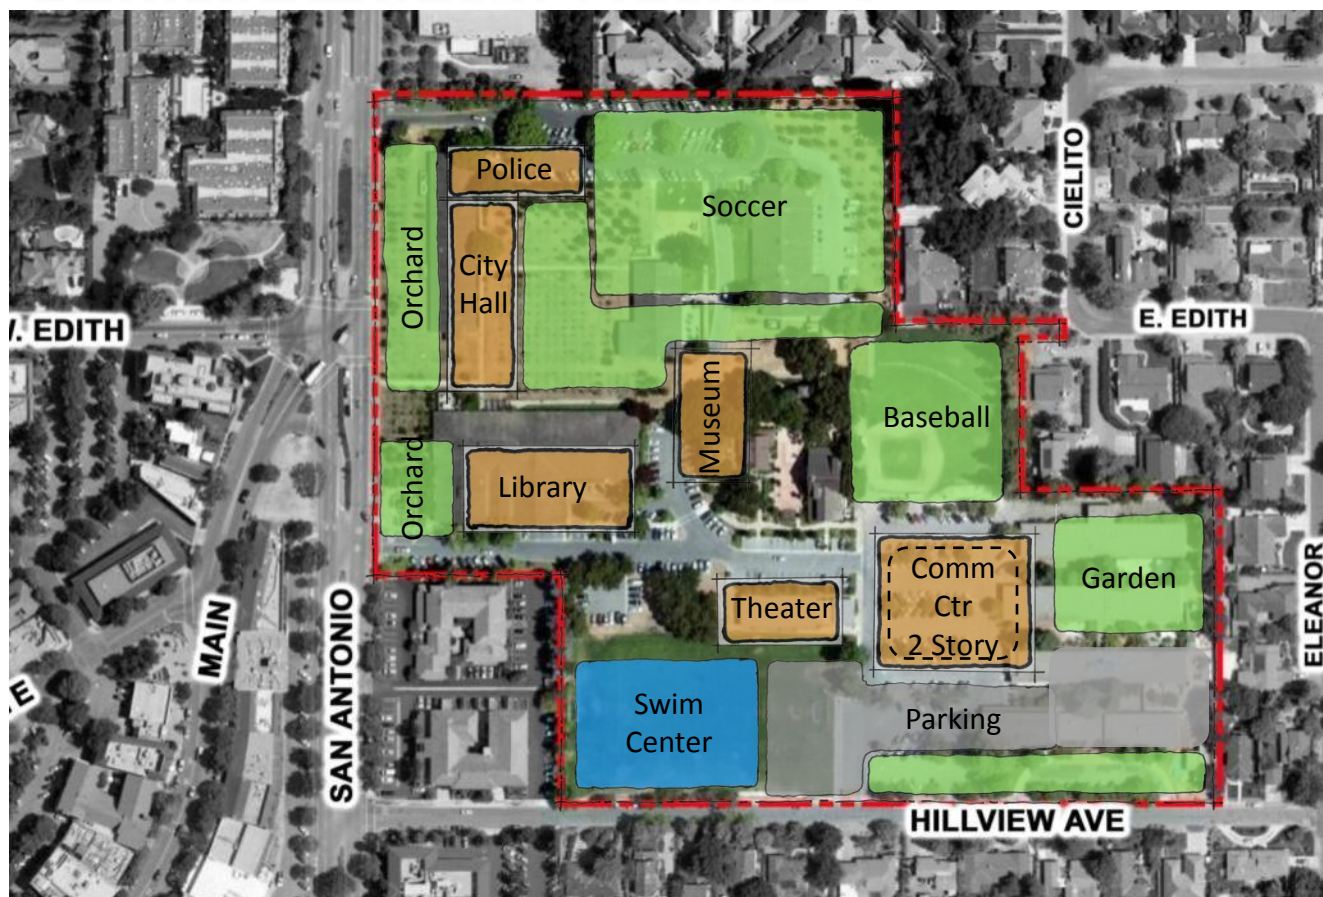 Police
Soccer
CIELITO
Orchard
City
Hall
. EDITH
E. EDITH
Museum
Baseball
Orchard
Library
Comm
Ctr
2 Story
Garden
Theater
ELEANOR
MAIN
SAN ANTONIO
Swim
Center
Parking
E
HILLVIEW AVE